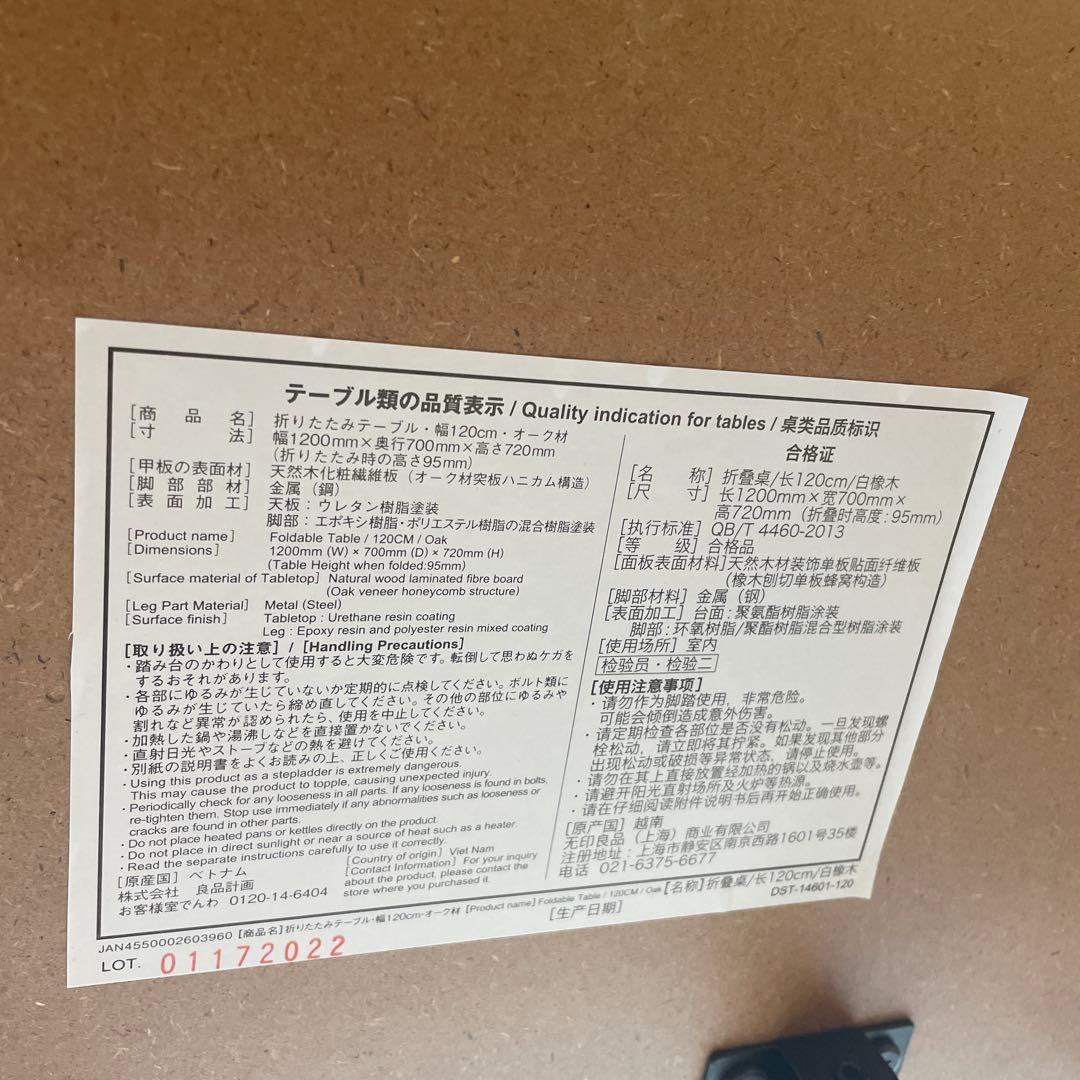 テーブル類の品質表示 / Quality indication for tables / 桌类品质标识
[商品名] 折りたたみテーブル・幅120cm・オーク材
[寸法] 幅1200mm×奥行700mm×高さ720mm
(折りたたみ時の高さ95mm)
[甲板の表面材] 天然木化粧繊維板(オーク材突板ハニカム構造)
[脚部部材] 金属(鋼)
[表面加工] 天板:ウレタン樹脂塗装
脚部:エポキシ樹脂・ポリエステル樹脂の混合樹脂塗装
[Product name] Foldable Table / 120CM / Oak
[Dimensions] 1200mm (W) × 700mm (D) × 720mm (H)
(Table Height when folded:95mm)
[Surface material of Tabletop] Natural wood laminated fibre board
(Oak veneer honeycomb structure)
[Leg Part Material] Metal (Steel)
[Surface finish] Tabletop : Urethane resin coating
Leg : Epoxy resin and polyester resin mixed coating
[取り扱い上の注意] / [Handling Precautions]
・踏み台のかわりとして使用すると大変危険です。転倒して思わぬケガを
するおそれがあります。
・各部にゆるみが生じていないか定期的に点検してください。ボルト類に
ゆるみが生じていたら締め直してください。その他の部位にゆるみや
割れなど異常が認められたら、使用を中止してください。
・加熱した鍋や湯沸しなどを直接置かないでください。
・直射日光やストーブなどの熱を避けてください。
・別紙の説明書をよくお読みの上、正しくご使用ください。
・Using this product as a stepladder is extremely dangerous.
This may cause the product to topple, causing unexpected injury.
・Periodically check for any looseness in all parts. If any looseness is found in bolts,
re-tighten them. Stop use immediately if any abnormalities such as looseness or
cracks are found in other parts.
・Do not place heated pans or kettles directly on the product.
・Do not place in direct sunlight or near a source of heat such as a heater.
・Read the separate instructions carefully to use it correctly.
[原産国] ベトナム
株式会社 良品計画
お客様室でんわ 0120-14-6404
[Country of origin] Viet Nam
[Contact Information] For your inquiry
about the product, please contact the
store where you purchased it.
合格证
[名称] 折叠桌/长120cm/白橡木
[尺寸] 长1200mm×宽700mm×
高720mm(折叠时高度:95mm)
[执行标准] QB/T 4460-2013
[等级] 合格品
[面板表面材料]天然木材装饰单板贴面纤维板
(橡木刨切单板蜂窝构造)
[脚部材料] 金属(钢)
[表面加工] 台面:聚氨酯树脂涂装
脚部:环氧树脂/聚酯树脂混合型树脂涂装
[使用场所] 室内
检验员・检验二
[使用注意事项]
・请勿作为脚踏使用,非常危险。
可能会倾倒造成意外伤害。
・请定期检查各部位是否没有松动。一旦发现螺
栓松动,请立即将其拧紧。如果发现其他部分
出现松动或破损等异常状态,请停止使用。
・请勿在其上直接放置经加热的锅以及烧水壶等。
・请避开阳光直射场所及火炉等热源。
・请在仔细阅读附件说明书后再开始正确使用。
[原产国] 越南
无印良品(上海)商业有限公司
注册地址:上海市静安区南京西路1601号35楼
电话 021-6375-6677
JAN4550002603960 [商品名]折りたたみテーブル・幅120cm・オーク材 [Product name] Foldable Table / 120CM / Oak [名称]折叠桌/长120cm/白橡木
LOT. 01172022 [生产日期] DST-14601-120